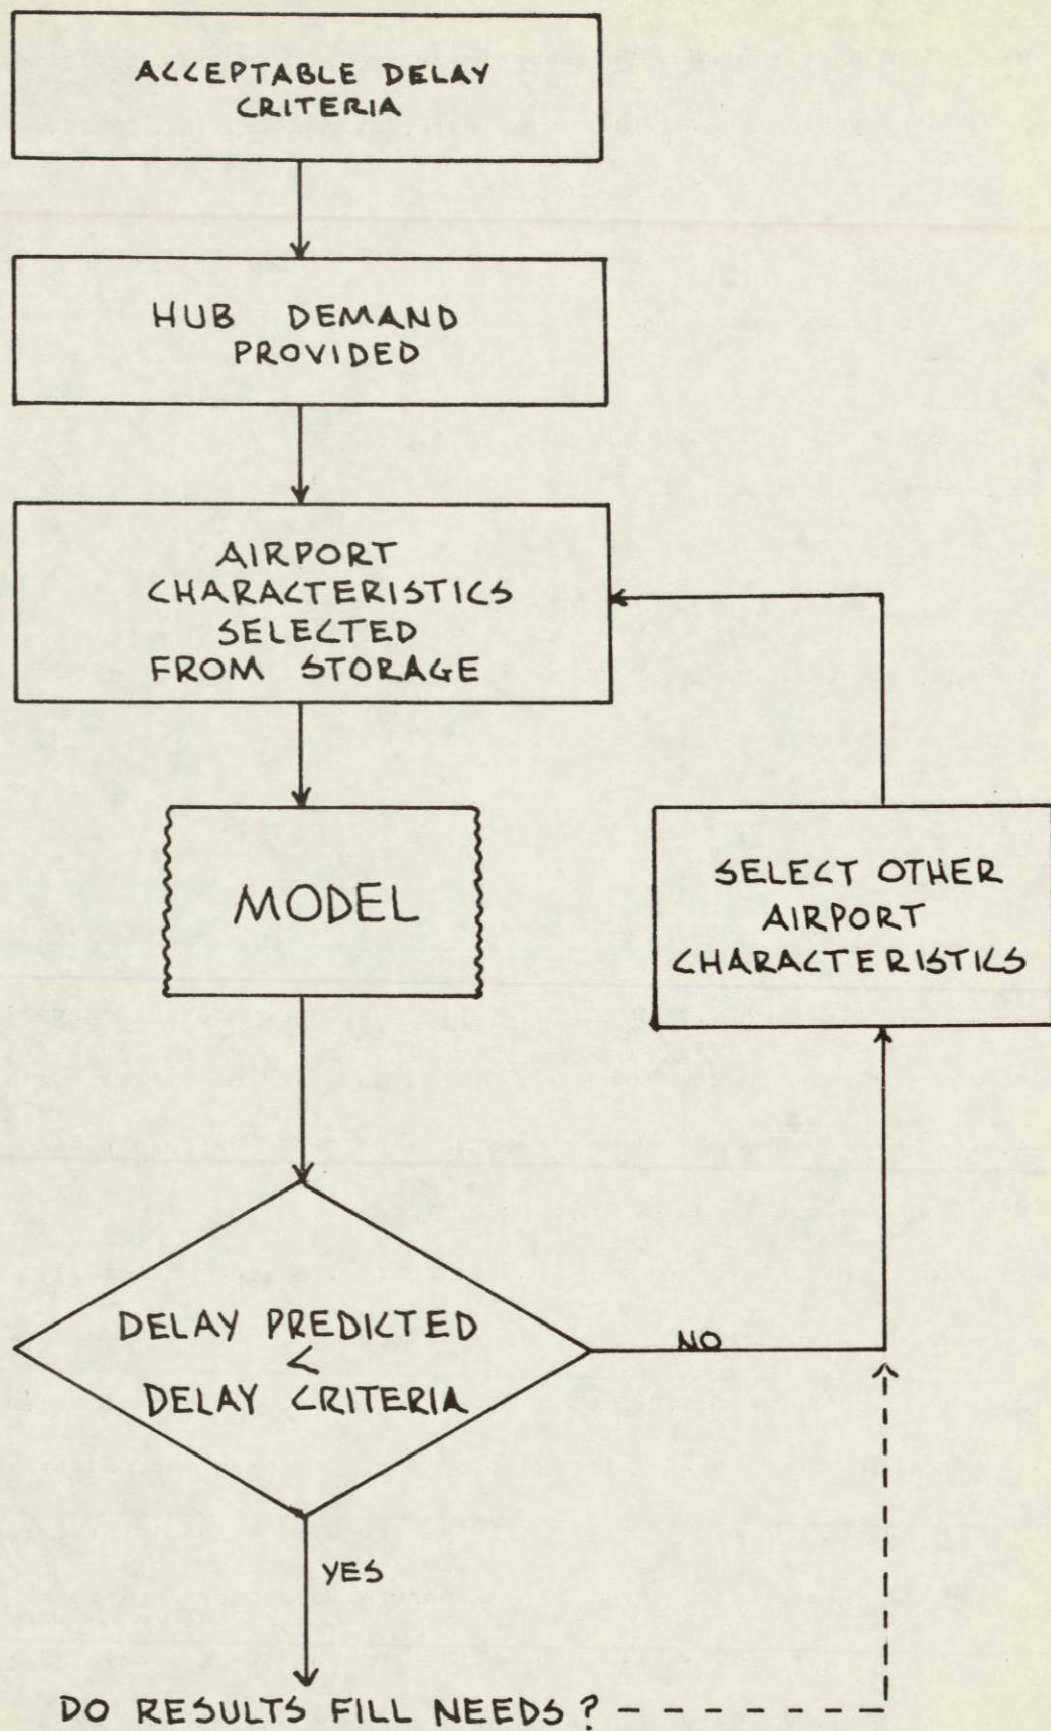 ACCEPTABLE DELAY
CRITERIA
HUB DEMAND
PROVIDED
AIRPORT
CHARACTERISTICS
SELECTED
FROM STORAGE
MODEL
SELECT OTHER
AIRPORT
CHARACTERISTICS
DELAY PREDICTED
<
DELAY CRITERIA
NO
YES
DO RESULTS FILL NEEDS?